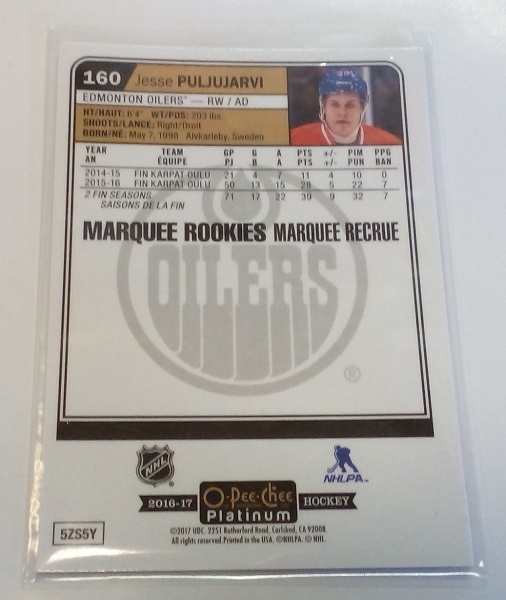 160 Jesse PULJUJARVI
EDMONTON OILERS — RW / AD
HT/HAUT: 6'4" WT/PDS: 203 lbs.
SHOOTS/LANCE: Right/Droit
BORN/NÉ: May 7, 1998 Alvkarleby, Sweden
YEAR TEAM GP G A PTS +/- PIM PPG
AN ÉQUIPE PJ B A PTS +/- PUN BAN
2014-15 FIN KARPAT OULU 21 4 7 11 4 10 0
2015-16 FIN KARPAT OULU 50 13 15 28 5 22 7
2 FIN SEASONS 71 17 22 39 9 32 7
SAISONS DE LA FIN
MARQUEE ROOKIES MARQUEE RECRUE
OILERS
®
NHL NHLPA™
2016-17 O-Pee-Chee HOCKEY
Platinum
©2017 UDC. 2251 Rutherford Road, Carlsbad, CA 92008.
All rights reserved. Printed in the USA. ©NHLPA. © NHL.
5ZS5Y